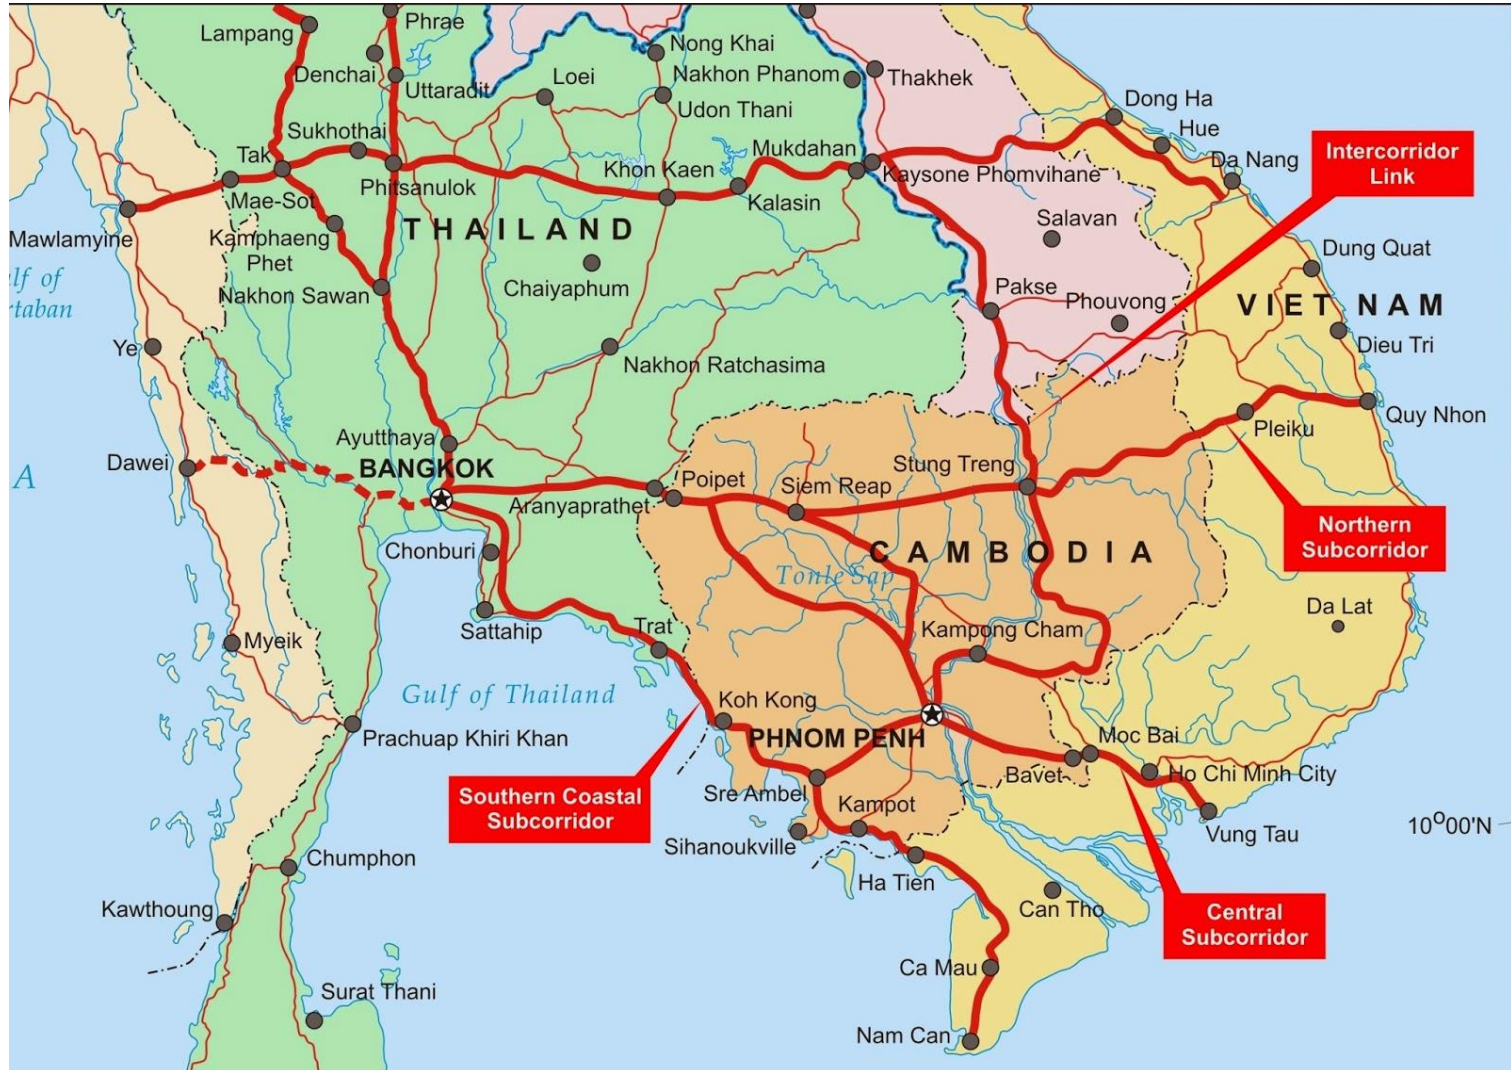 Lampang
Phrae
Denchai
Uttaradit
Loei
Nong Khai
Nakhon Phanom
Udon Thani
Thakhek
Dong Ha
Hue
Da Nang
Sukhothai
Tak
Phitsanulok
Khon Kaen
Mukdahan
Kaysone Phomvihane
Kalasin
Intercorridor
Link
Mae-Sot
Mawlamyine
Kamphaeng
Phet
THAILAND
Salavan
Dung Quat
lf of
rtaban
Nakhon Sawan
Chaiyaphum
Pakse
Phouvong
VIET NAM
Ye
Nakhon Ratchasima
Dieu Tri
Quy Nhon
Pleiku
Ayutthaya
Dawei
BANGKOK
A
Aranyaprathet
Poipet
Siem Reap
Stung Treng
Northern
Subcorridor
Chonburi
CAMBODIA
Tonle Sap
Da Lat
Sattahip
Trat
Kampong Cham
Myeik
Gulf of Thailand
Koh Kong
Prachuap Khiri Khan
PHNOM PENH
Moc Bai
Bavet
Ho Chi Minh City
Southern Coastal
Subcorridor
Sre Ambel
Kampot
Sihanoukville
Vung Tau
10⁰00'N
Chumphon
Ha Tien
Can Tho
Kawthoung
Central
Subcorridor
Ca Mau
Surat Thani
Nam Can